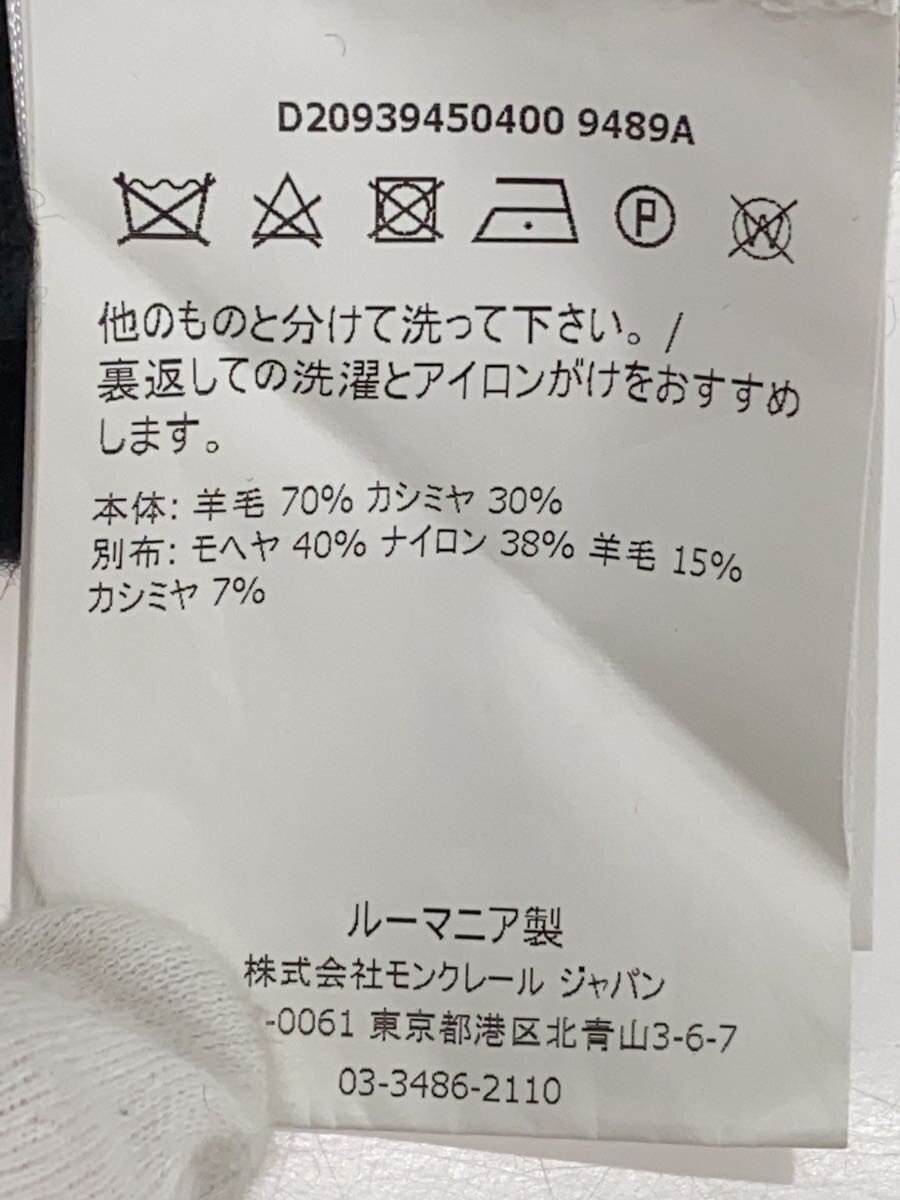 D20939450400 9489A
P W
他のものと分けて洗って下さい。/
裏返しての洗濯とアイロンがけをおすすめ
します。
本体: 羊毛 70% カシミヤ 30%
別布: モヘヤ 40% ナイロン 38% 羊毛 15%
カシミヤ 7%
ルーマニア製
株式会社モンクレール ジャパン
-0061 東京都港区北青山3-6-7
03-3486-2110